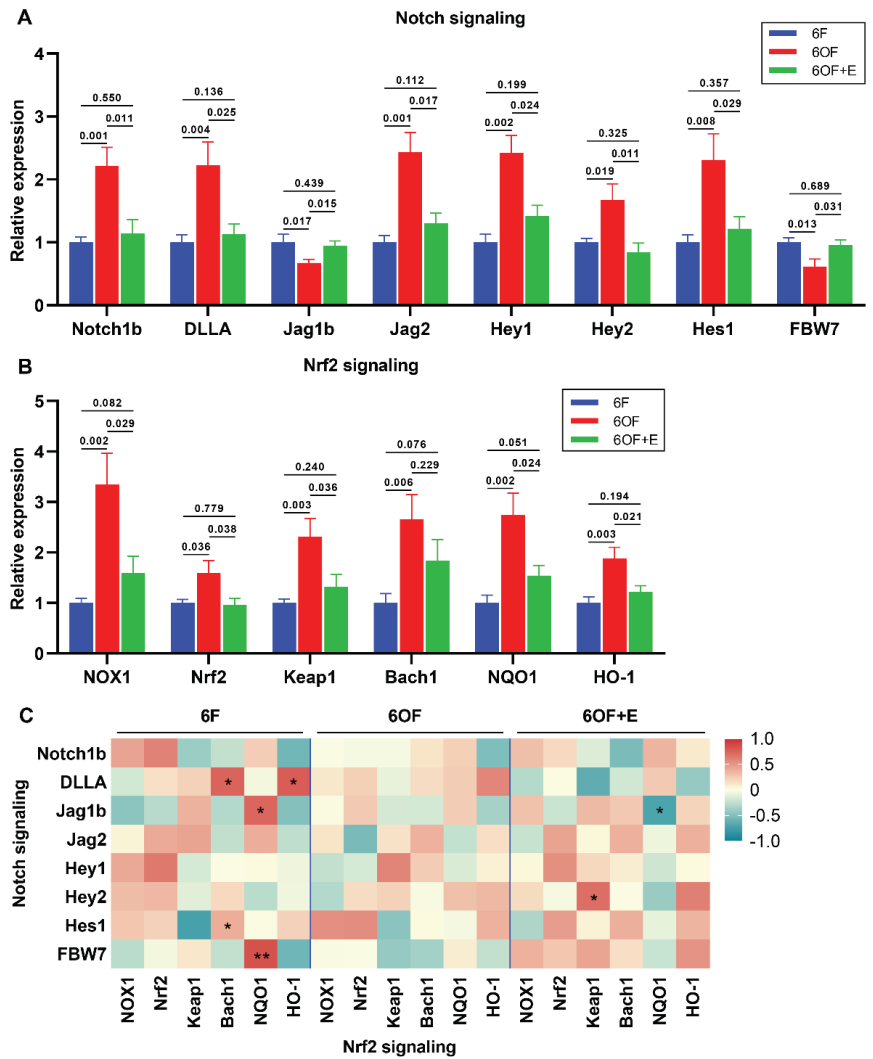 A
Notch signaling
6F
6OF
6OF+E
Relative expression
4
3
2
1
0
0.550
0.011
0.001
0.136
0.025
0.004
0.439
0.015
0.017
0.112
0.017
0.001
0.199
0.024
0.002
0.325
0.011
0.019
0.357
0.029
0.008
0.689
0.031
0.013
Notch1b DLLA Jag1b Jag2 Hey1 Hey2 Hes1 FBW7
B
Nrf2 signaling
6F
6OF
6OF+E
Relative expression
5
4
3
2
1
0
0.082
0.029
0.002
0.779
0.038
0.036
0.240
0.036
0.003
0.076
0.229
0.006
0.051
0.024
0.002
0.194
0.021
0.003
NOX1 Nrf2 Keap1 Bach1 NQO1 HO-1
C
6F 6OF 6OF+E
Notch signaling
Notch1b
DLLA * *
Jag1b * *
Jag2
Hey1
Hey2 *
Hes1 *
FBW7 **
1.0
0.5
0
-0.5
-1.0
NOX1 Nrf2 Keap1 Bach1 NQO1 HO-1 NOX1 Nrf2 Keap1 Bach1 NQO1 HO-1 NOX1 Nrf2 Keap1 Bach1 NQO1 HO-1
Nrf2 signaling